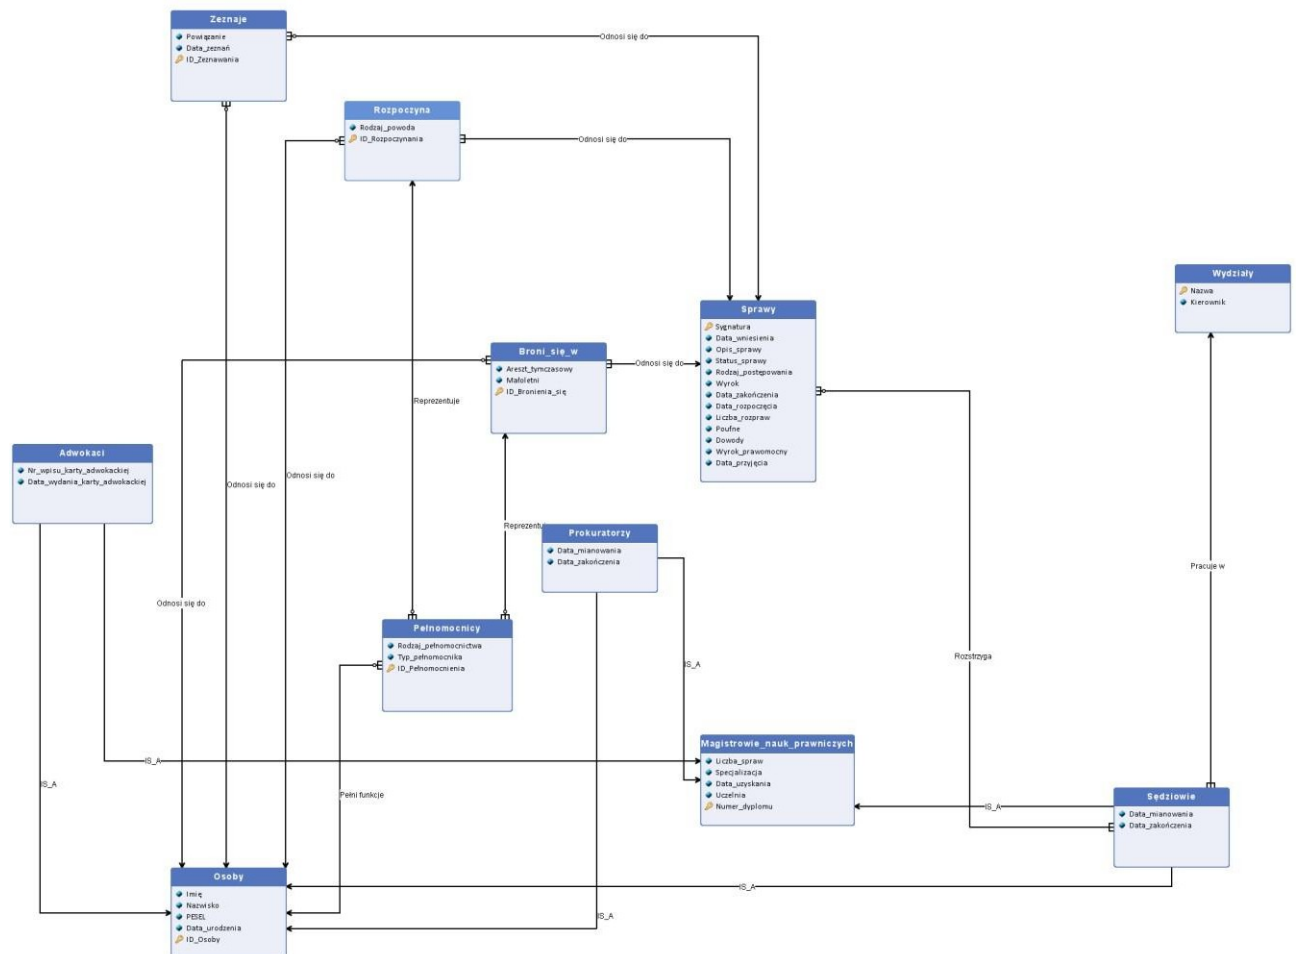 Zeznaje
Powiązanie
Data_zeznań
ID_Zeznawania
Odnosi się do
Rozpoczyna
Rodzaj_powoda
ID_Rozpoczynania
Odnosi się do
Wydziały
Nazwa
Kierownik
Sprawy
Sygnatura
Data_wniesienia
Opis_sprawy
Status_sprawy
Rodzaj_postępowania
Wyrok
Data_zakończenia
Data_rozpoczęcia
Liczba_rozpraw
Poufne
Dowody
Wyrok_prawomocny
Data_przyjęcia
Broni_się_w
Areszt_tymczasowy
Małoletni
ID_Bronienia_się
Odnosi się do
Reprezentuje
Adwokaci
Nr_wpisu_karty_adwokackiej
Data_wydania_karty_adwokackiej
Odnosi się do
Odnosi się do
Reprezentu
Prokuratorzy
Data_mianowania
Data_zakończenia
Pracuje w
Odnosi się do
Pełnomocnicy
Rodzaj_pełnomocnictwa
Typ_pełnomocnika
ID_Pełnomocnienia
Rozstrzyga
IS_A
Magistrowie_nauk_prawniczych
Liczba_spraw
Specjalizacja
Data_uzyskania
Uczelnia
Numer_dyplomu
IS_A
IS_A
Pełni funkcje
Sędziowie
Data_mianowania
Data_zakończenia
IS_A
Osoby
Imię
Nazwisko
PESEL
Data_urodzenia
ID_Osoby
IS_A
IS_A